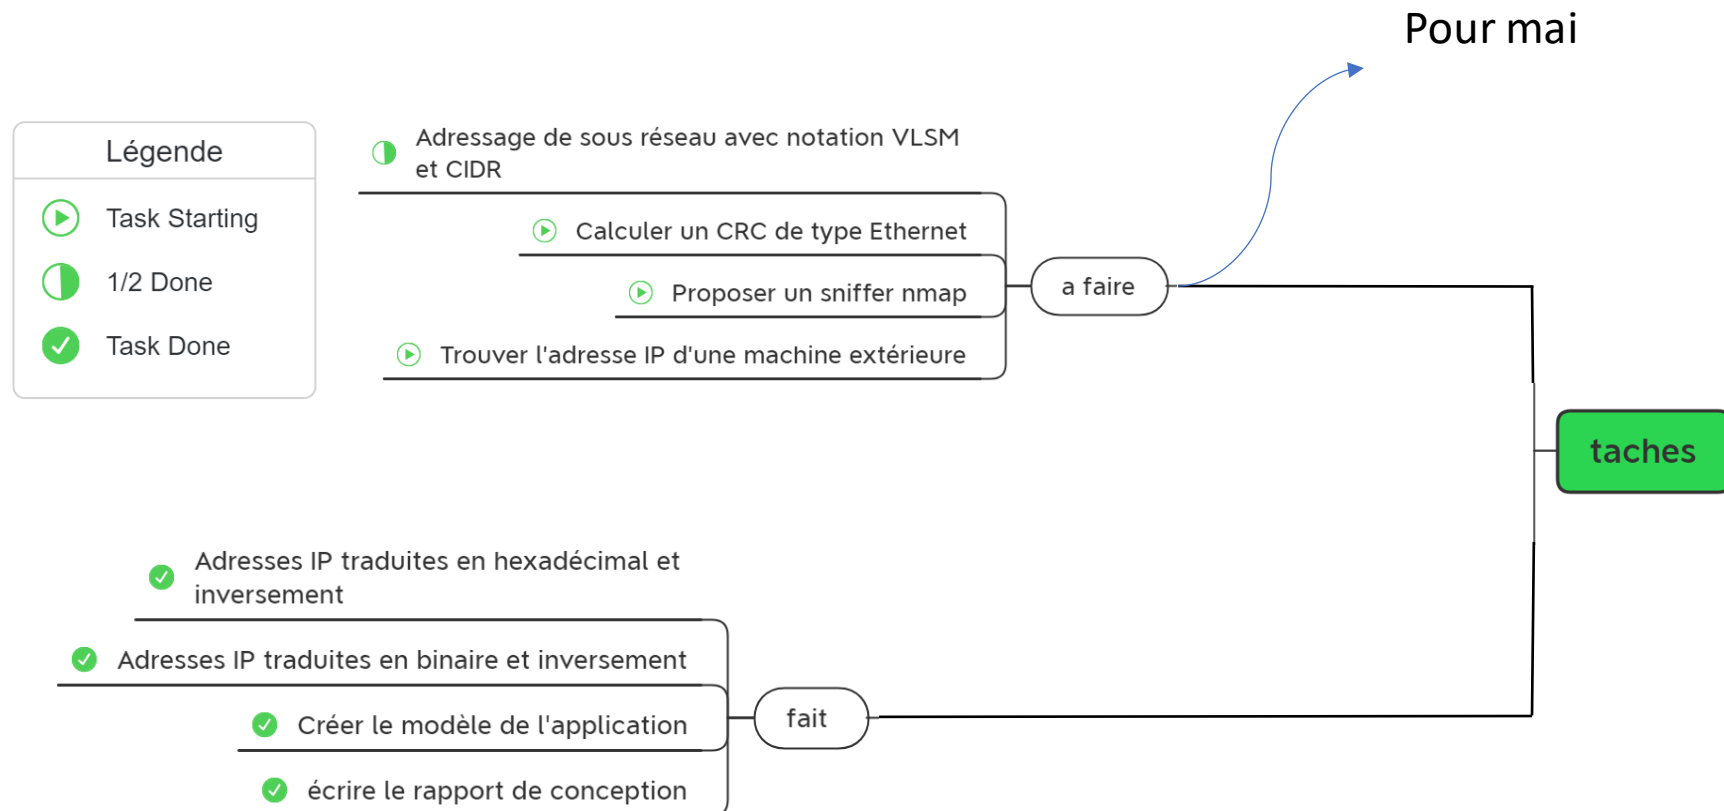 Pour mai
Légende
Task Starting
1/2 Done
Task Done
Adressage de sous réseau avec notation VLSM
et CIDR
Calculer un CRC de type Ethernet
Proposer un sniffer nmap
Trouver l'adresse IP d'une machine extérieure
a faire
taches
Adresses IP traduites en hexadécimal et
inversement
Adresses IP traduites en binaire et inversement
Créer le modèle de l'application
écrire le rapport de conception
fait